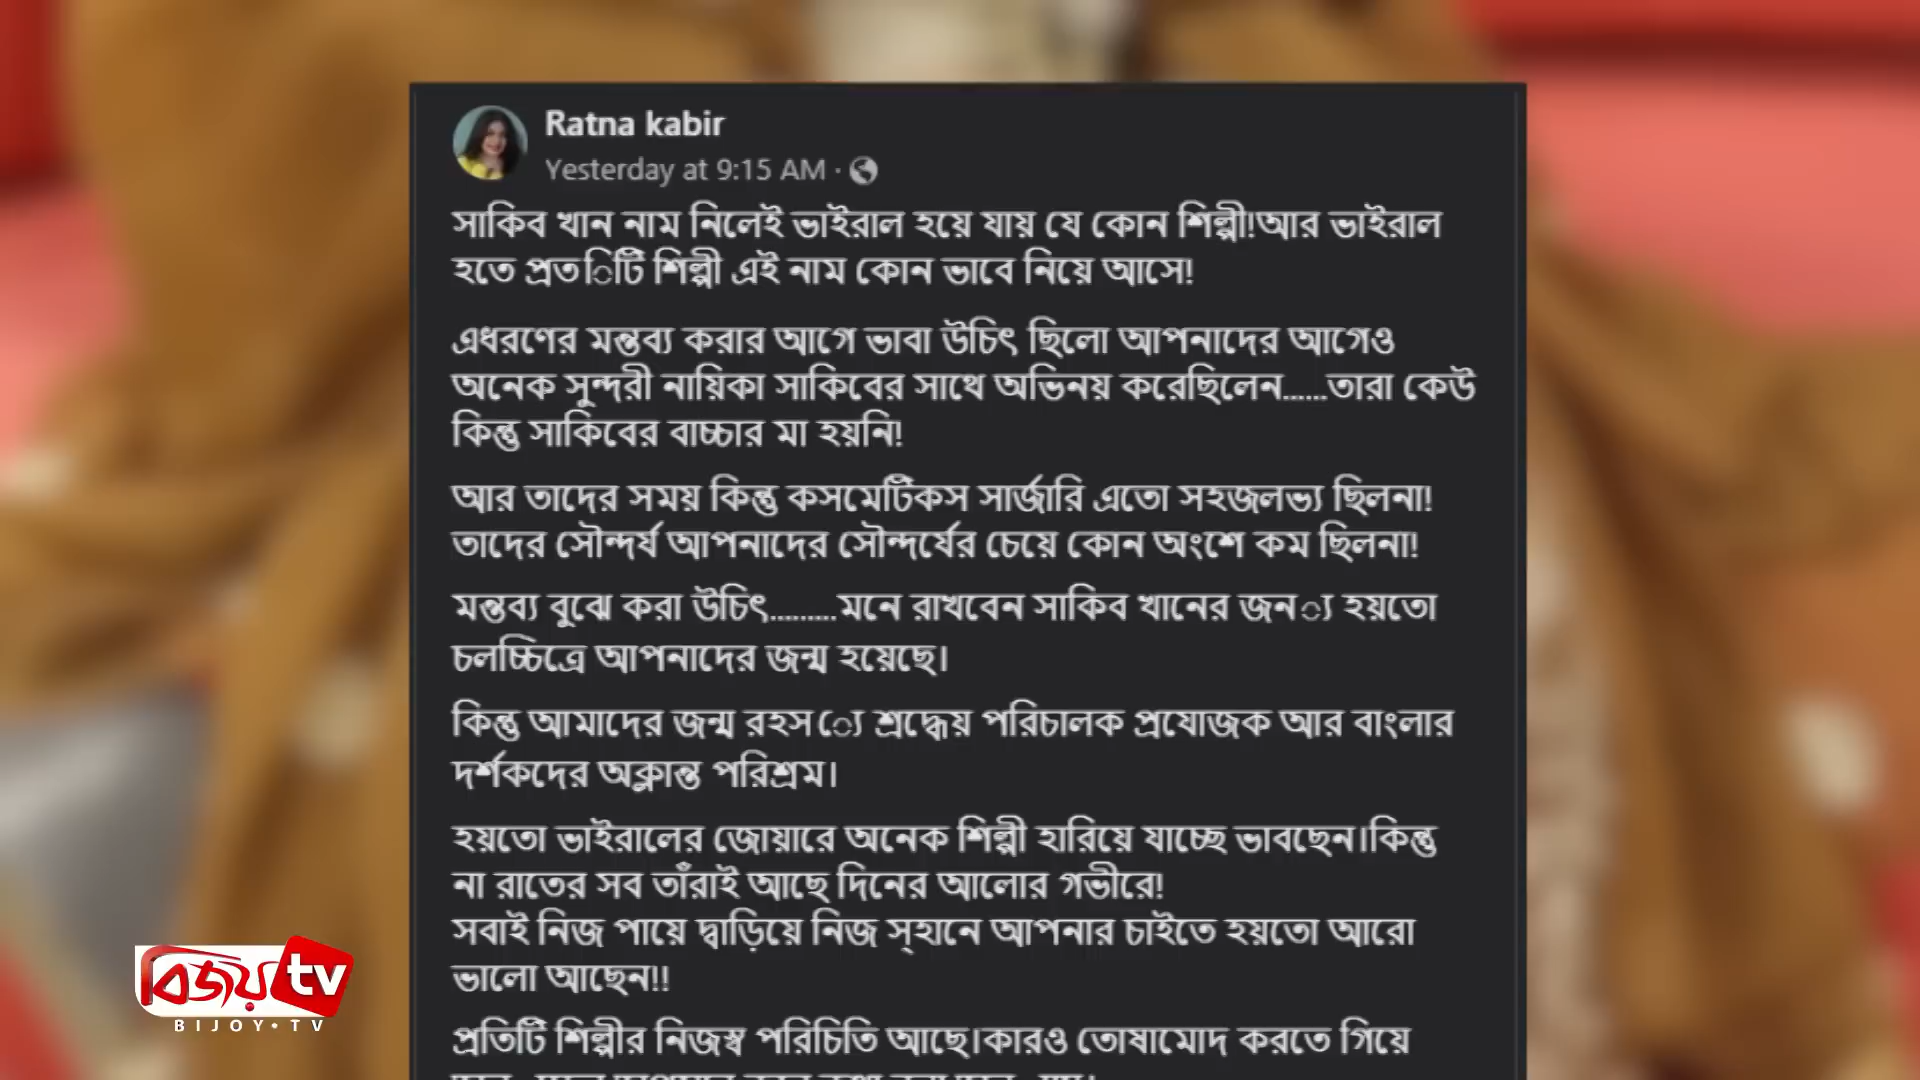 Ratna kabir
Yesterday at 9:15 AM ·
সাকিব খান নাম নিলেই ভাইরাল হয়ে যায় যে কোন শিল্পী!আর ভাইরাল
হতে প্রত িটি শিল্পী এই নাম কোন ভাবে নিয়ে আসে!
এধরণের মন্তব্য করার আগে ভাবা উচিৎ ছিলো আপনাদের আগেও
অনেক সুন্দরী নায়িকা সাকিবের সাথে অভিনয় করেছিলেন......তারা কেউ
কিন্তু সাকিবের বাচ্চার মা হয়নি!
আর তাদের সময় কিন্তু কসমেটিকস সার্জারি এতো সহজলভ্য ছিলনা!
তাদের সৌন্দর্য আপনাদের সৌন্দর্যের চেয়ে কোন অংশে কম ছিলনা!
মন্তব্য বুঝে করা উচিৎ.........মনে রাখবেন সাকিব খানের জন ্য হয়তো
চলচ্চিত্রে আপনাদের জন্ম হয়েছে।
কিন্তু আমাদের জন্ম রহস ্যে শ্রদ্ধেয় পরিচালক প্রযোজক আর বাংলার
দর্শকদের অক্লান্ত পরিশ্রম।
হয়তো ভাইরালের জোয়ারে অনেক শিল্পী হারিয়ে যাচ্ছে ভাবছেন।কিন্তু
না রাতের সব তাঁরাই আছে দিনের আলোর গভীরে!
সবাই নিজ পায়ে দ্বাড়িয়ে নিজ স্হানে আপনার চাইতে হয়তো আরো
ভালো আছেন!!
প্রতিটি শিল্পীর নিজস্ব পরিচিতি আছে।কারও তোষামোদ করতে গিয়ে
বিজয় tv
BIJOY•TV